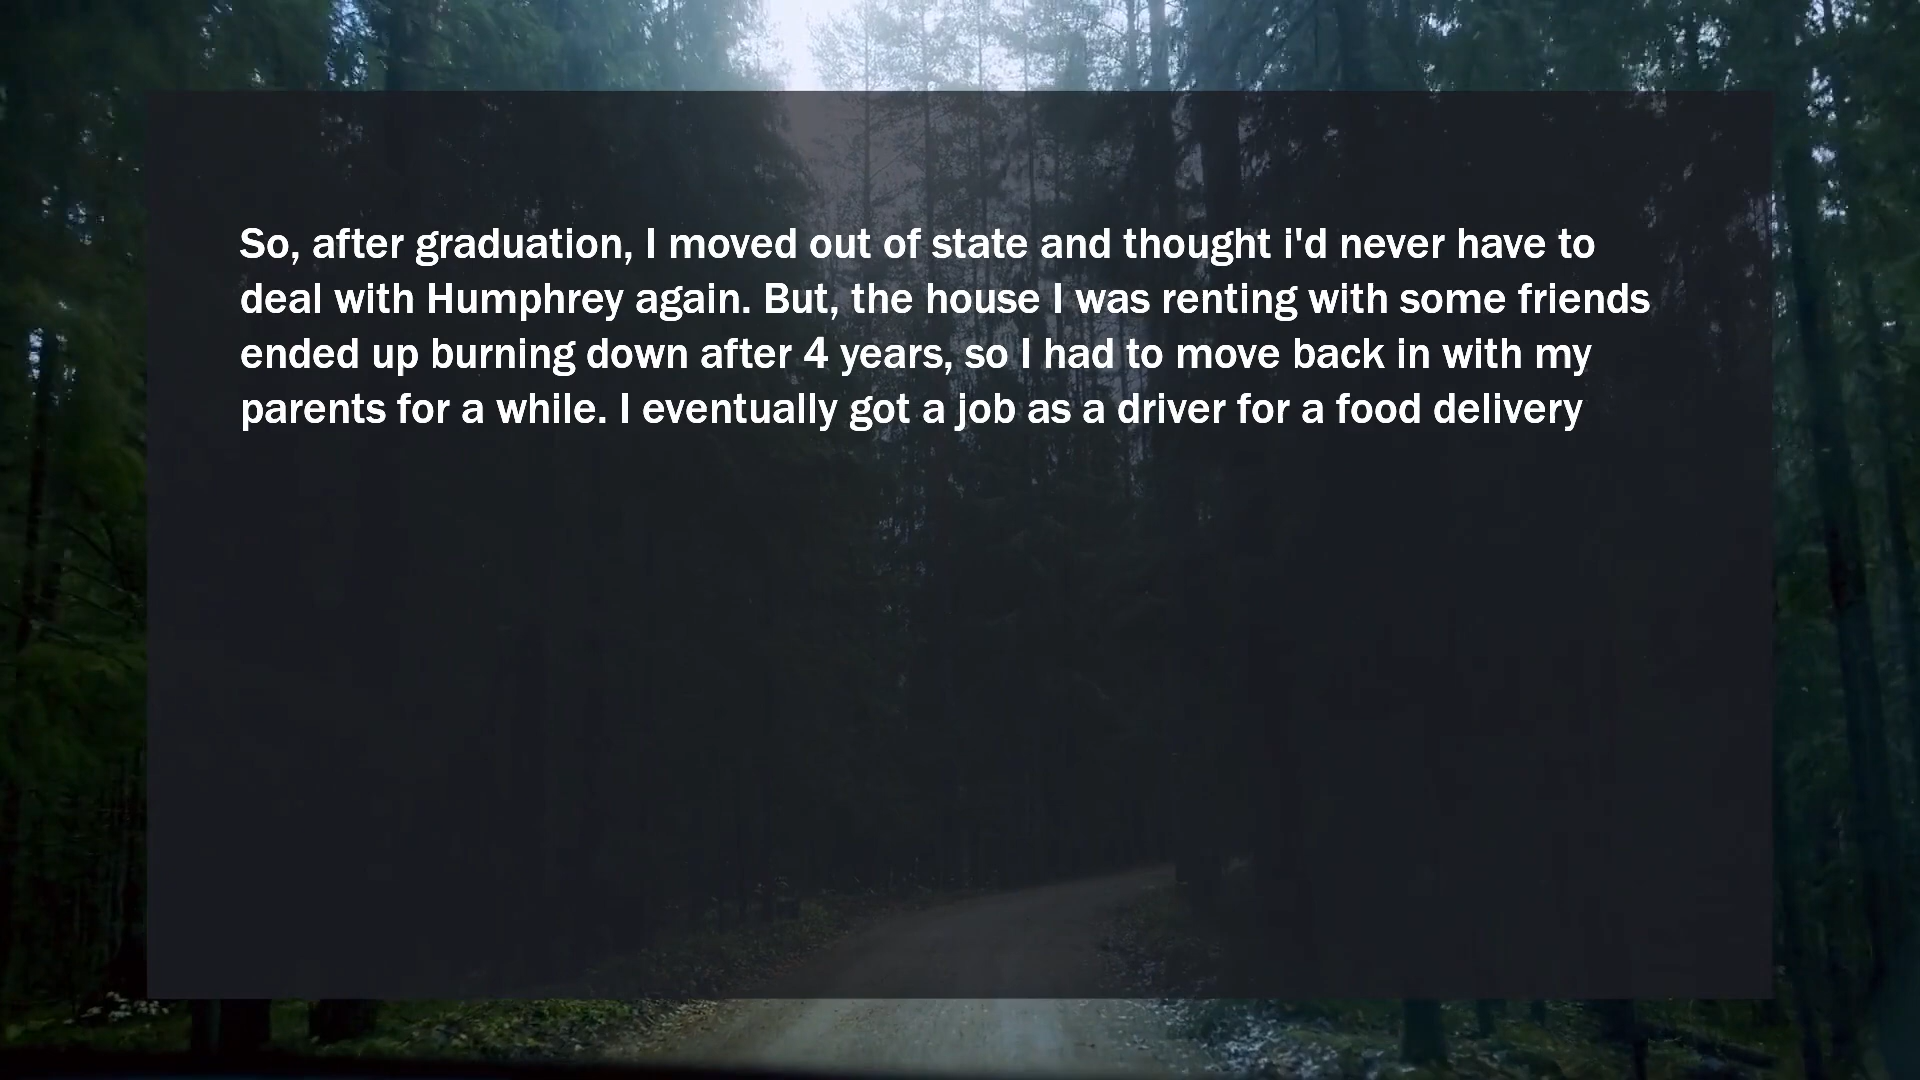 So, after graduation, I moved out of state and thought i'd never have to
deal with Humphrey again. But, the house I was renting with some friends
ended up burning down after 4 years, so I had to move back in with my
parents for a while. I eventually got a job as a driver for a food delivery